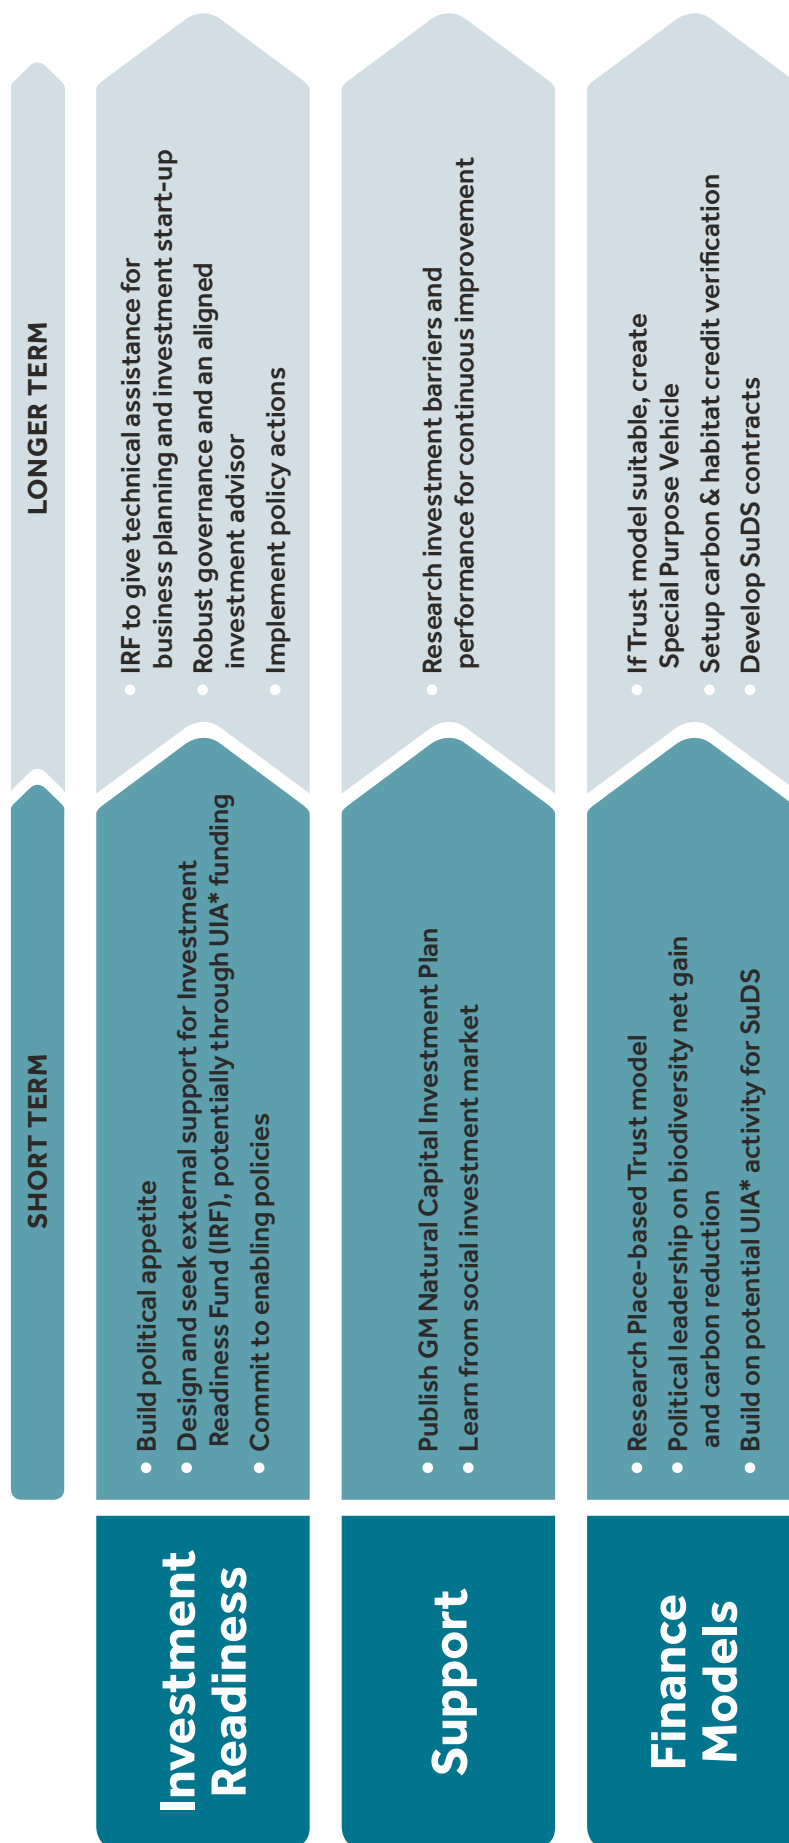 SHORT TERM
LONGER TERM
Investment
Readiness
• Build political appetite
• Design and seek external support for Investment
Readiness Fund (IRF), potentially through UIA* funding
• Commit to enabling policies
• IRF to give technical assistance for
business planning and investment start-up
• Robust governance and an aligned
investment advisor
• Implement policy actions
Support
• Publish GM Natural Capital Investment Plan
• Learn from social investment market
• Research investment barriers and
performance for continuous improvement
Finance
Models
• Research Place-based Trust model
• Political leadership on biodiversity net gain
and carbon reduction
• Build on potential UIA* activity for SuDS
• If Trust model suitable, create
Special Purpose Vehicle
• Setup carbon & habitat credit verification
• Develop SuDS contracts